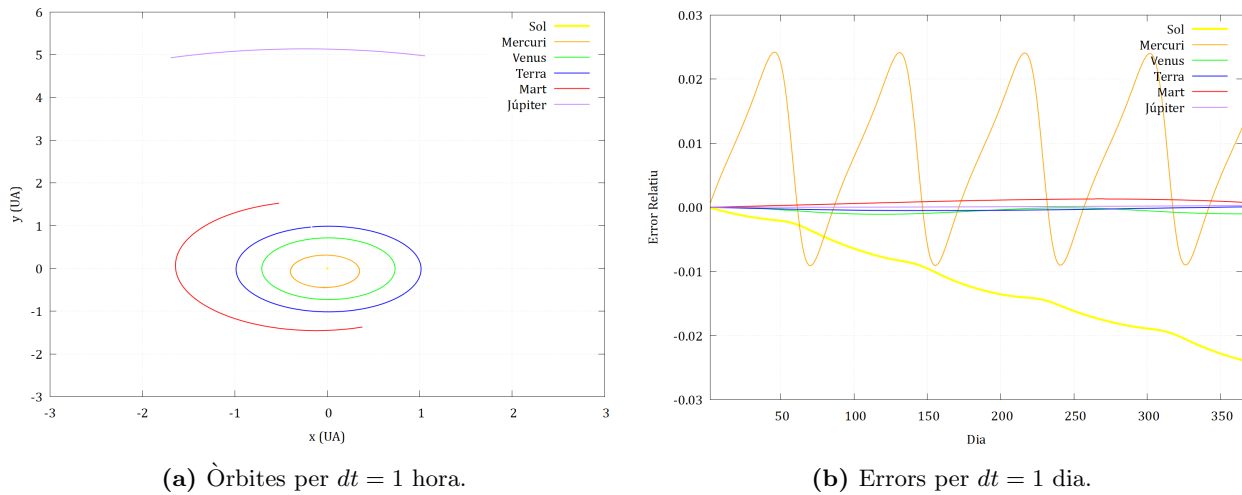 y (UA)
6
5
4
3
2
1
0
-1
-2
-3
-3
-2
-1
0
1
2
3
x (UA)
Sol
Mercuri
Venus
Terra
Mart
Júpiter
(a) Òrbites per dt = 1 hora.
Error Relatiu
0.03
0.02
0.01
0.00
-0.01
-0.02
-0.03
50
100
150
200
250
300
350
Dia
Sol
Mercuri
Venus
Terra
Mart
Júpiter
(b) Errors per dt = 1 dia.